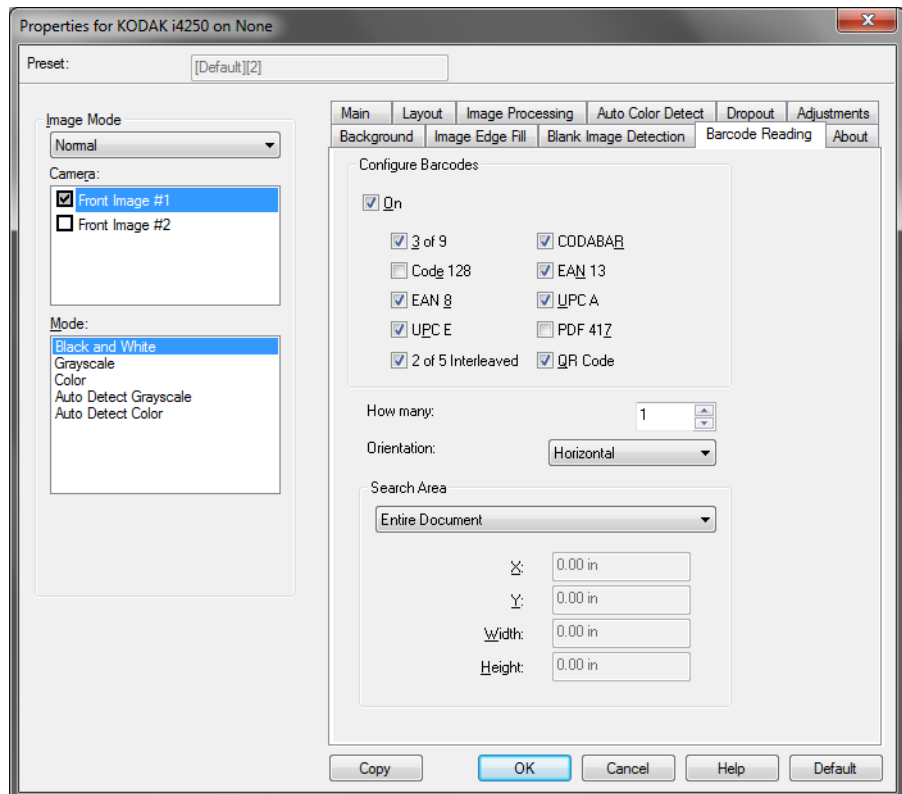 Properties for KODAK i4250 on None
Preset: [Default][2]
Image Mode
Normal
Camera:
Front Image #1
Front Image #2
Mode:
Black and White
Grayscale
Color
Auto Detect Grayscale
Auto Detect Color
Main Layout Image Processing Auto Color Detect Dropout Adjustments
Background Image Edge Fill Blank Image Detection Barcode Reading About
Configure Barcodes
On
3 of 9 CODABAR
Code 128 EAN 13
EAN 8 UPC A
UPC E PDF 417
2 of 5 Interleaved QR Code
How many: 1
Orientation: Horizontal
Search Area
Entire Document
X: 0.00 in
Y: 0.00 in
Width: 0.00 in
Height: 0.00 in
Copy OK Cancel Help Default